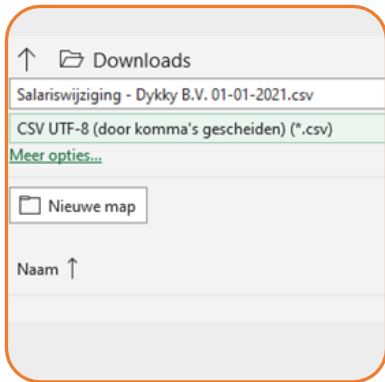 Downloads
Salariswijziging - Dykky B.V. 01-01-2021.csv
CSV UTF-8 (door komma's gescheiden) (*.csv)
Meer opties...
Nieuwe map
Naam ↑